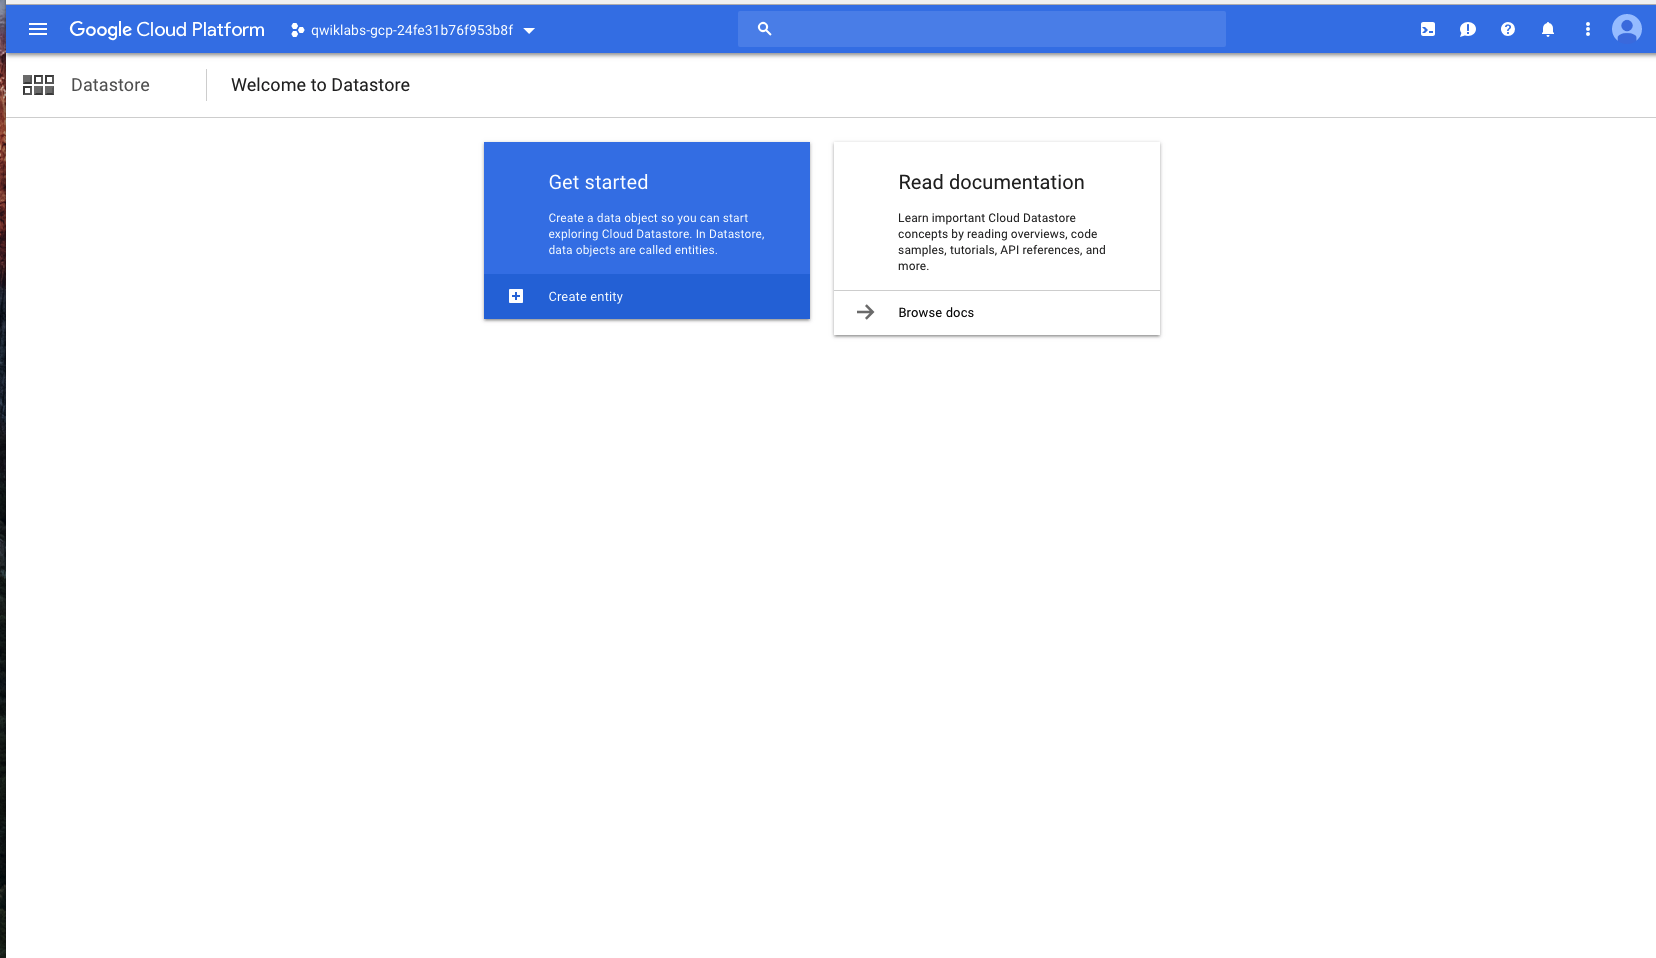 Google Cloud Platform
qwiklabs-gcp-24fe31b76f953b8f
Datastore
Welcome to Datastore
Get started
Create a data object so you can start
exploring Cloud Datastore. In Datastore,
data objects are called entities.
Create entity
Read documentation
Learn important Cloud Datastore
concepts by reading overviews, code
samples, tutorials, API references, and
more.
Browse docs